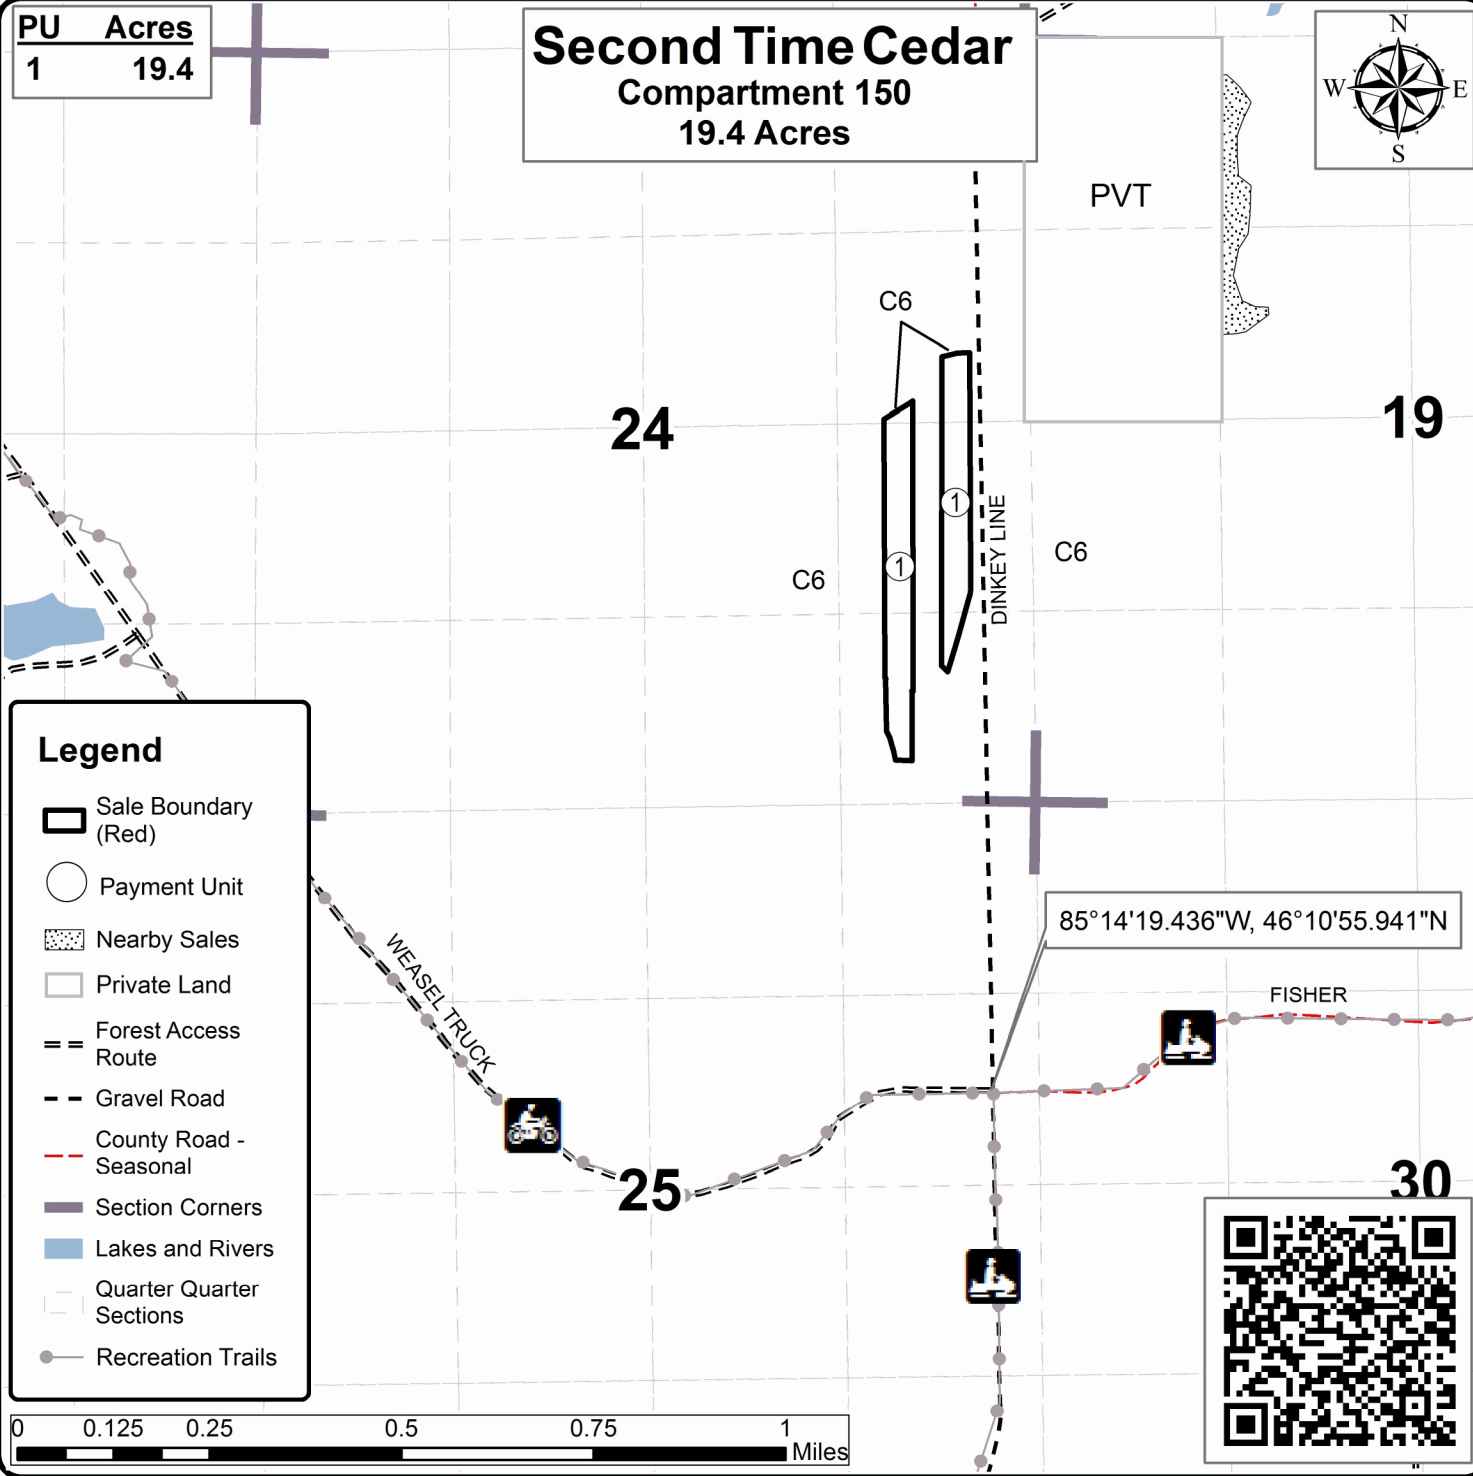 PU Acres
1 19.4
Second Time Cedar
Compartment 150
19.4 Acres
N
W E
S
PVT
C6
24
19
1
1
DINKEY LINE
C6
C6
Legend
Sale Boundary
(Red)
Payment Unit
Nearby Sales
Private Land
Forest Access
Route
Gravel Road
County Road -
Seasonal
Section Corners
Lakes and Rivers
Quarter Quarter
Sections
Recreation Trails
85°14'19.436"W, 46°10'55.941"N
WEASEL TRUCK
FISHER
25
30
0 0.125 0.25 0.5 0.75 1
Miles